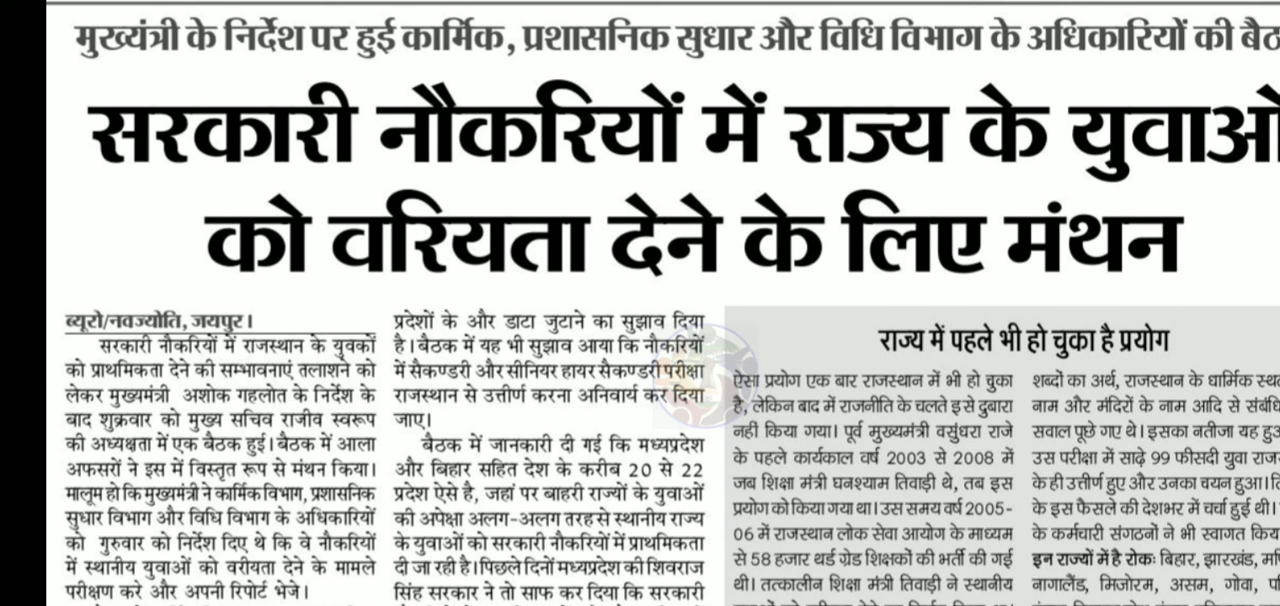 मुख्यंत्री के निर्देश पर हुई कार्मिक, प्रशासनिक सुधार और विधि विभाग के अधिकारियों की
सरकारी नौकरियों में राज्य के
को वरियता देने के लिए मंथन
ब्यूरो/नवज्योति, जयपुर।
सरकारी नौकरियों में राजस्थान के युवकों
को प्राथमिकता देने की सम्भावनाएं तलाशने को
लेकर मुख्यमंत्री अशोक गहलोत के निर्देश के
बाद शुक्रवार को मुख्य सचिव राजीव स्वरूप
की अध्यक्षता में एक बैठक हुई। बैठक में आला
अफसरों ने इस में विस्तृत रूप से मंथन किया।
मालूम हो कि मुख्यमंत्री ने कार्मिक विभाग, प्रशासनिक
सुधार विभाग और विधि विभाग के अधिकारियों
को गुरुवार को निर्देश दिए थे कि वे नौकरियों
में स्थानीय युवाओं को वरीयता देने के मामले
परीक्षण करे और अपनी रिपोर्ट भेजे।
प्रदेशों के और डाटा जुटाने का सुझाव दिया
है। बैठक में यह भी सुझाव आया कि नौकरियों
में सैकण्डरी और सीनियर हायर सैकण्डरी परीक्षा
राजस्थान से उत्तीर्ण करना अनिवार्य कर दिया
जाए।
बैठक में जानकारी दी गई कि मध्यप्रदेश
और बिहार सहित देश के करीब 20 से 22
प्रदेश ऐसे है, जहां पर बाहरी राज्यों के युवाओं
की अपेक्षा अलग-अलग तरह से स्थानीय राज्य
के युवाओं को सरकारी नौकरियों में प्राथमिकता
दी जा रही है। पिछले दिनों मध्यप्रदेश की शिवराज
सिंह सरकार ने तो साफ कर दिया कि सरकारी
राज्य में पहले भी हो चुका है प्रयोग
ऐसा प्रयोग एक बार राजस्थान में भी हो चुका
है, लेकिन बाद में राजनीति के चलते इसे दुबारा
नहीं किया गया। पूर्व मुख्यमंत्री वसुंधरा राजे
के पहले कार्यकाल वर्ष 2003 से 2008 में
जब शिक्षा मंत्री घनश्याम तिवाड़ी थे, तब इस
प्रयोग को किया गया था। उस समय वर्ष 2005-
06 में राजस्थान लोक सेवा आयोग के माध्यम
से 58 हजार थर्ड ग्रेड शिक्षकों की भर्ती की गई
थी। तत्कालीन शिक्षा मंत्री तिवाड़ी ने स्थानीय
शब्दों का अर्थ, राजस्थान के धार्मिक
नाम और मंदिरों के नाम आदि से
सवाल पूछे गए थे। इसका नतीजा यह
उस परीक्षा में साढ़े 99 फीसदी युवा
के ही उत्तीर्ण हुए और उनका चयन हुआ।
के इस फैसले की देशभर में चर्चा हुई थी।
के कर्मचारी संगठनों ने भी स्वागत
इन राज्यों में है रोक: बिहार, झारखंड,
नागालैंड, मिजोरम, असम, गोवा,